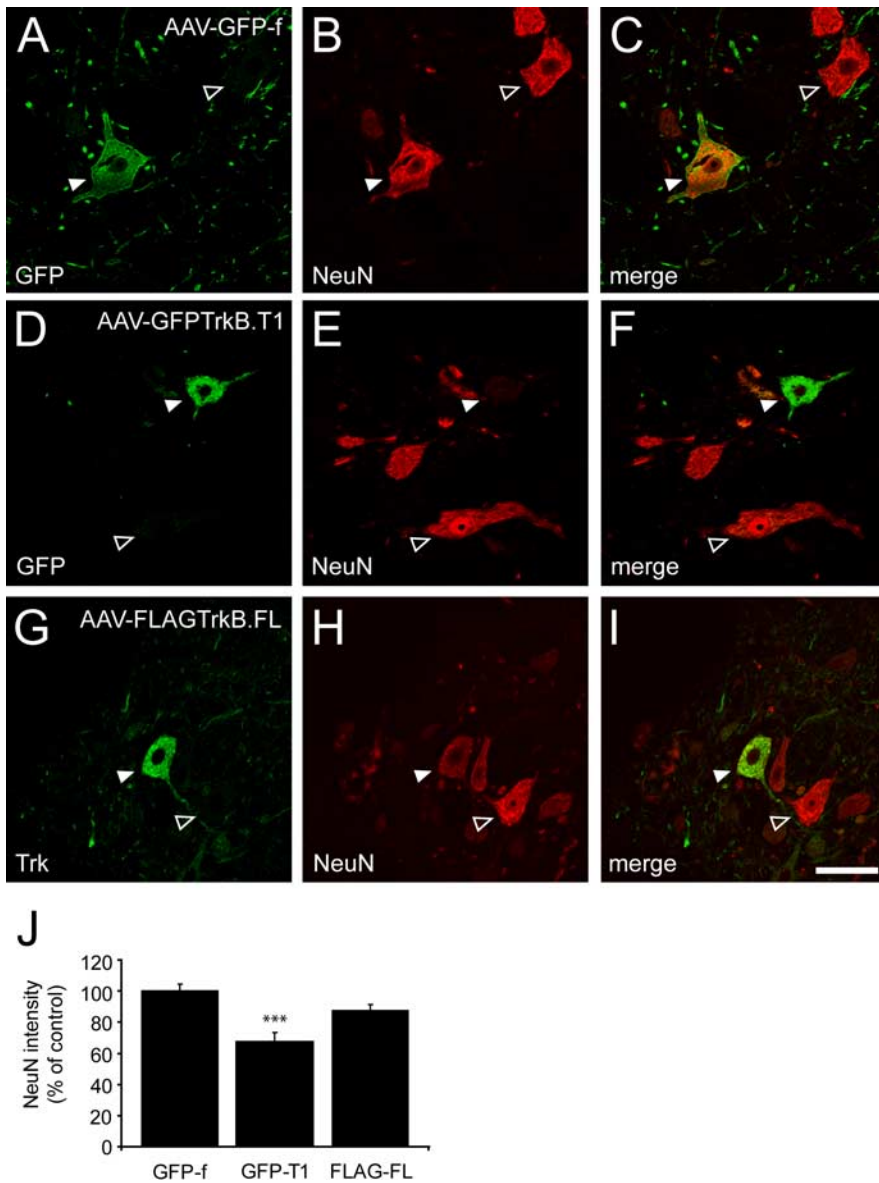 A
AAV-GFP-f
B
C
GFP
NeuN
merge
D
AAV-GFPTrkB.T1
E
F
GFP
NeuN
merge
G
AAV-FLAGTrkB.FL
H
I
Trk
NeuN
merge
J
NeuN intensity
(% of control)
120
100
80
60
40
20
0
***
GFP-f
GFP-T1
FLAG-FL